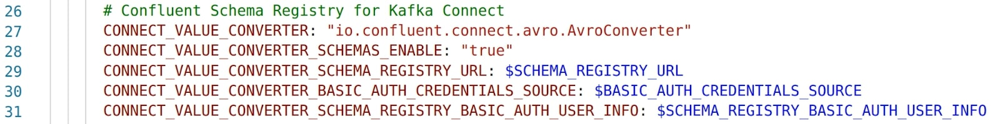 26 # Confluent Schema Registry for Kafka Connect
27 CONNECT_VALUE_CONVERTER: "io.confluent.connect.avro.AvroConverter"
28 CONNECT_VALUE_CONVERTER_SCHEMAS_ENABLE: "true"
29 CONNECT_VALUE_CONVERTER_SCHEMA_REGISTRY_URL: $SCHEMA_REGISTRY_URL
30 CONNECT_VALUE_CONVERTER_BASIC_AUTH_CREDENTIALS_SOURCE: $BASIC_AUTH_CREDENTIALS_SOURCE
31 CONNECT_VALUE_CONVERTER_SCHEMA_REGISTRY_BASIC_AUTH_USER_INFO: $SCHEMA_REGISTRY_BASIC_AUTH_USER_INFO